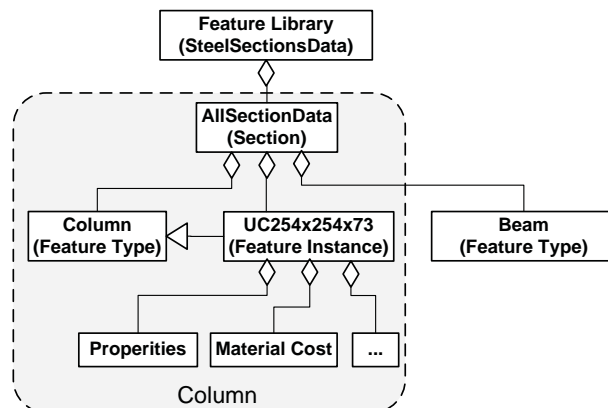 Feature Library
(SteelSectionsData)
AllSectionData
(Section)
Column
(Feature Type)
UC254x254x73
(Feature Instance)
Beam
(Feature Type)
Properities
Material Cost
...
Column